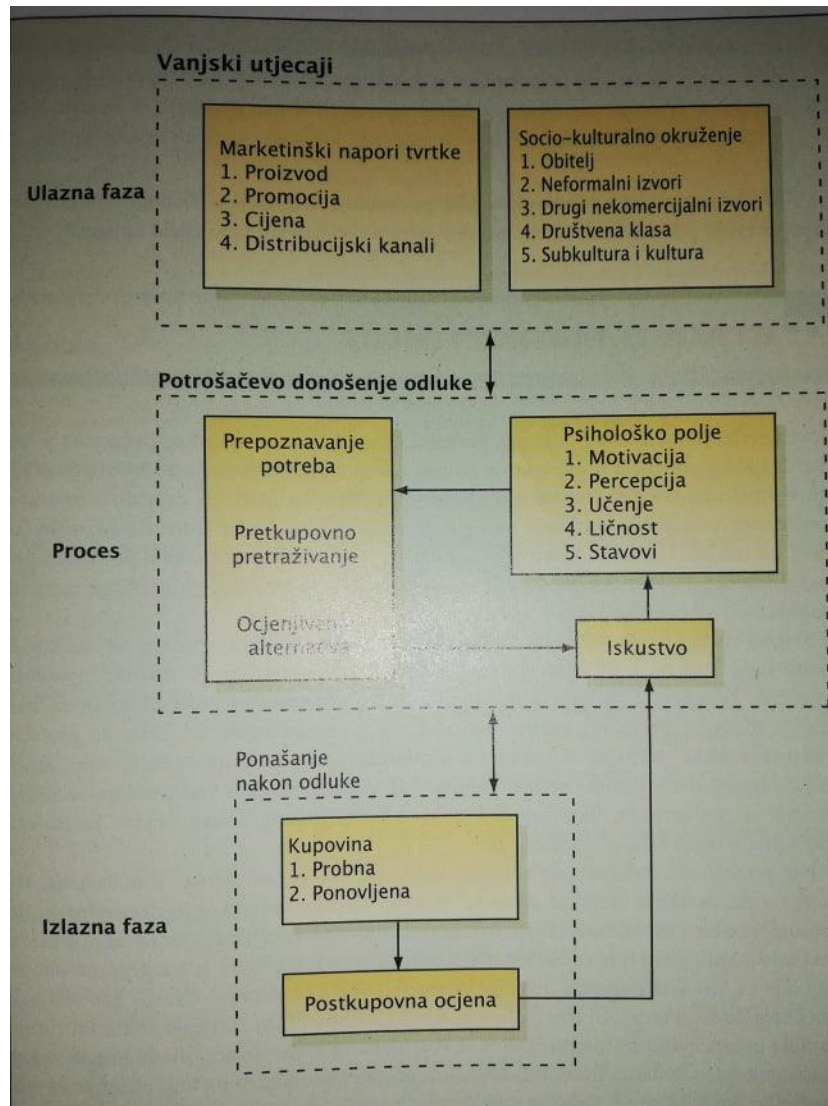 Vanjski utjecaji
Ulazna faza
Marketinški napori tvrtke
1. Proizvod
2. Promocija
3. Cijena
4. Distribucijski kanali
Socio-kulturalno okruženje
1. Obitelj
2. Neformalni izvori
3. Drugi nekomercijalni izvori
4. Društvena klasa
5. Subkultura i kultura
Potrošačevo donošenje odluke
Proces
Prepoznavanje
potreba
Pretkupovno
pretraživanje
Ocjenjivanje
alternativa
Psihološko polje
1. Motivacija
2. Percepcija
3. Učenje
4. Ličnost
5. Stavovi
Iskustvo
Ponašanje
nakon odluke
Izlazna faza
Kupovina
1. Probna
2. Ponovljena
Postkupovna ocjena